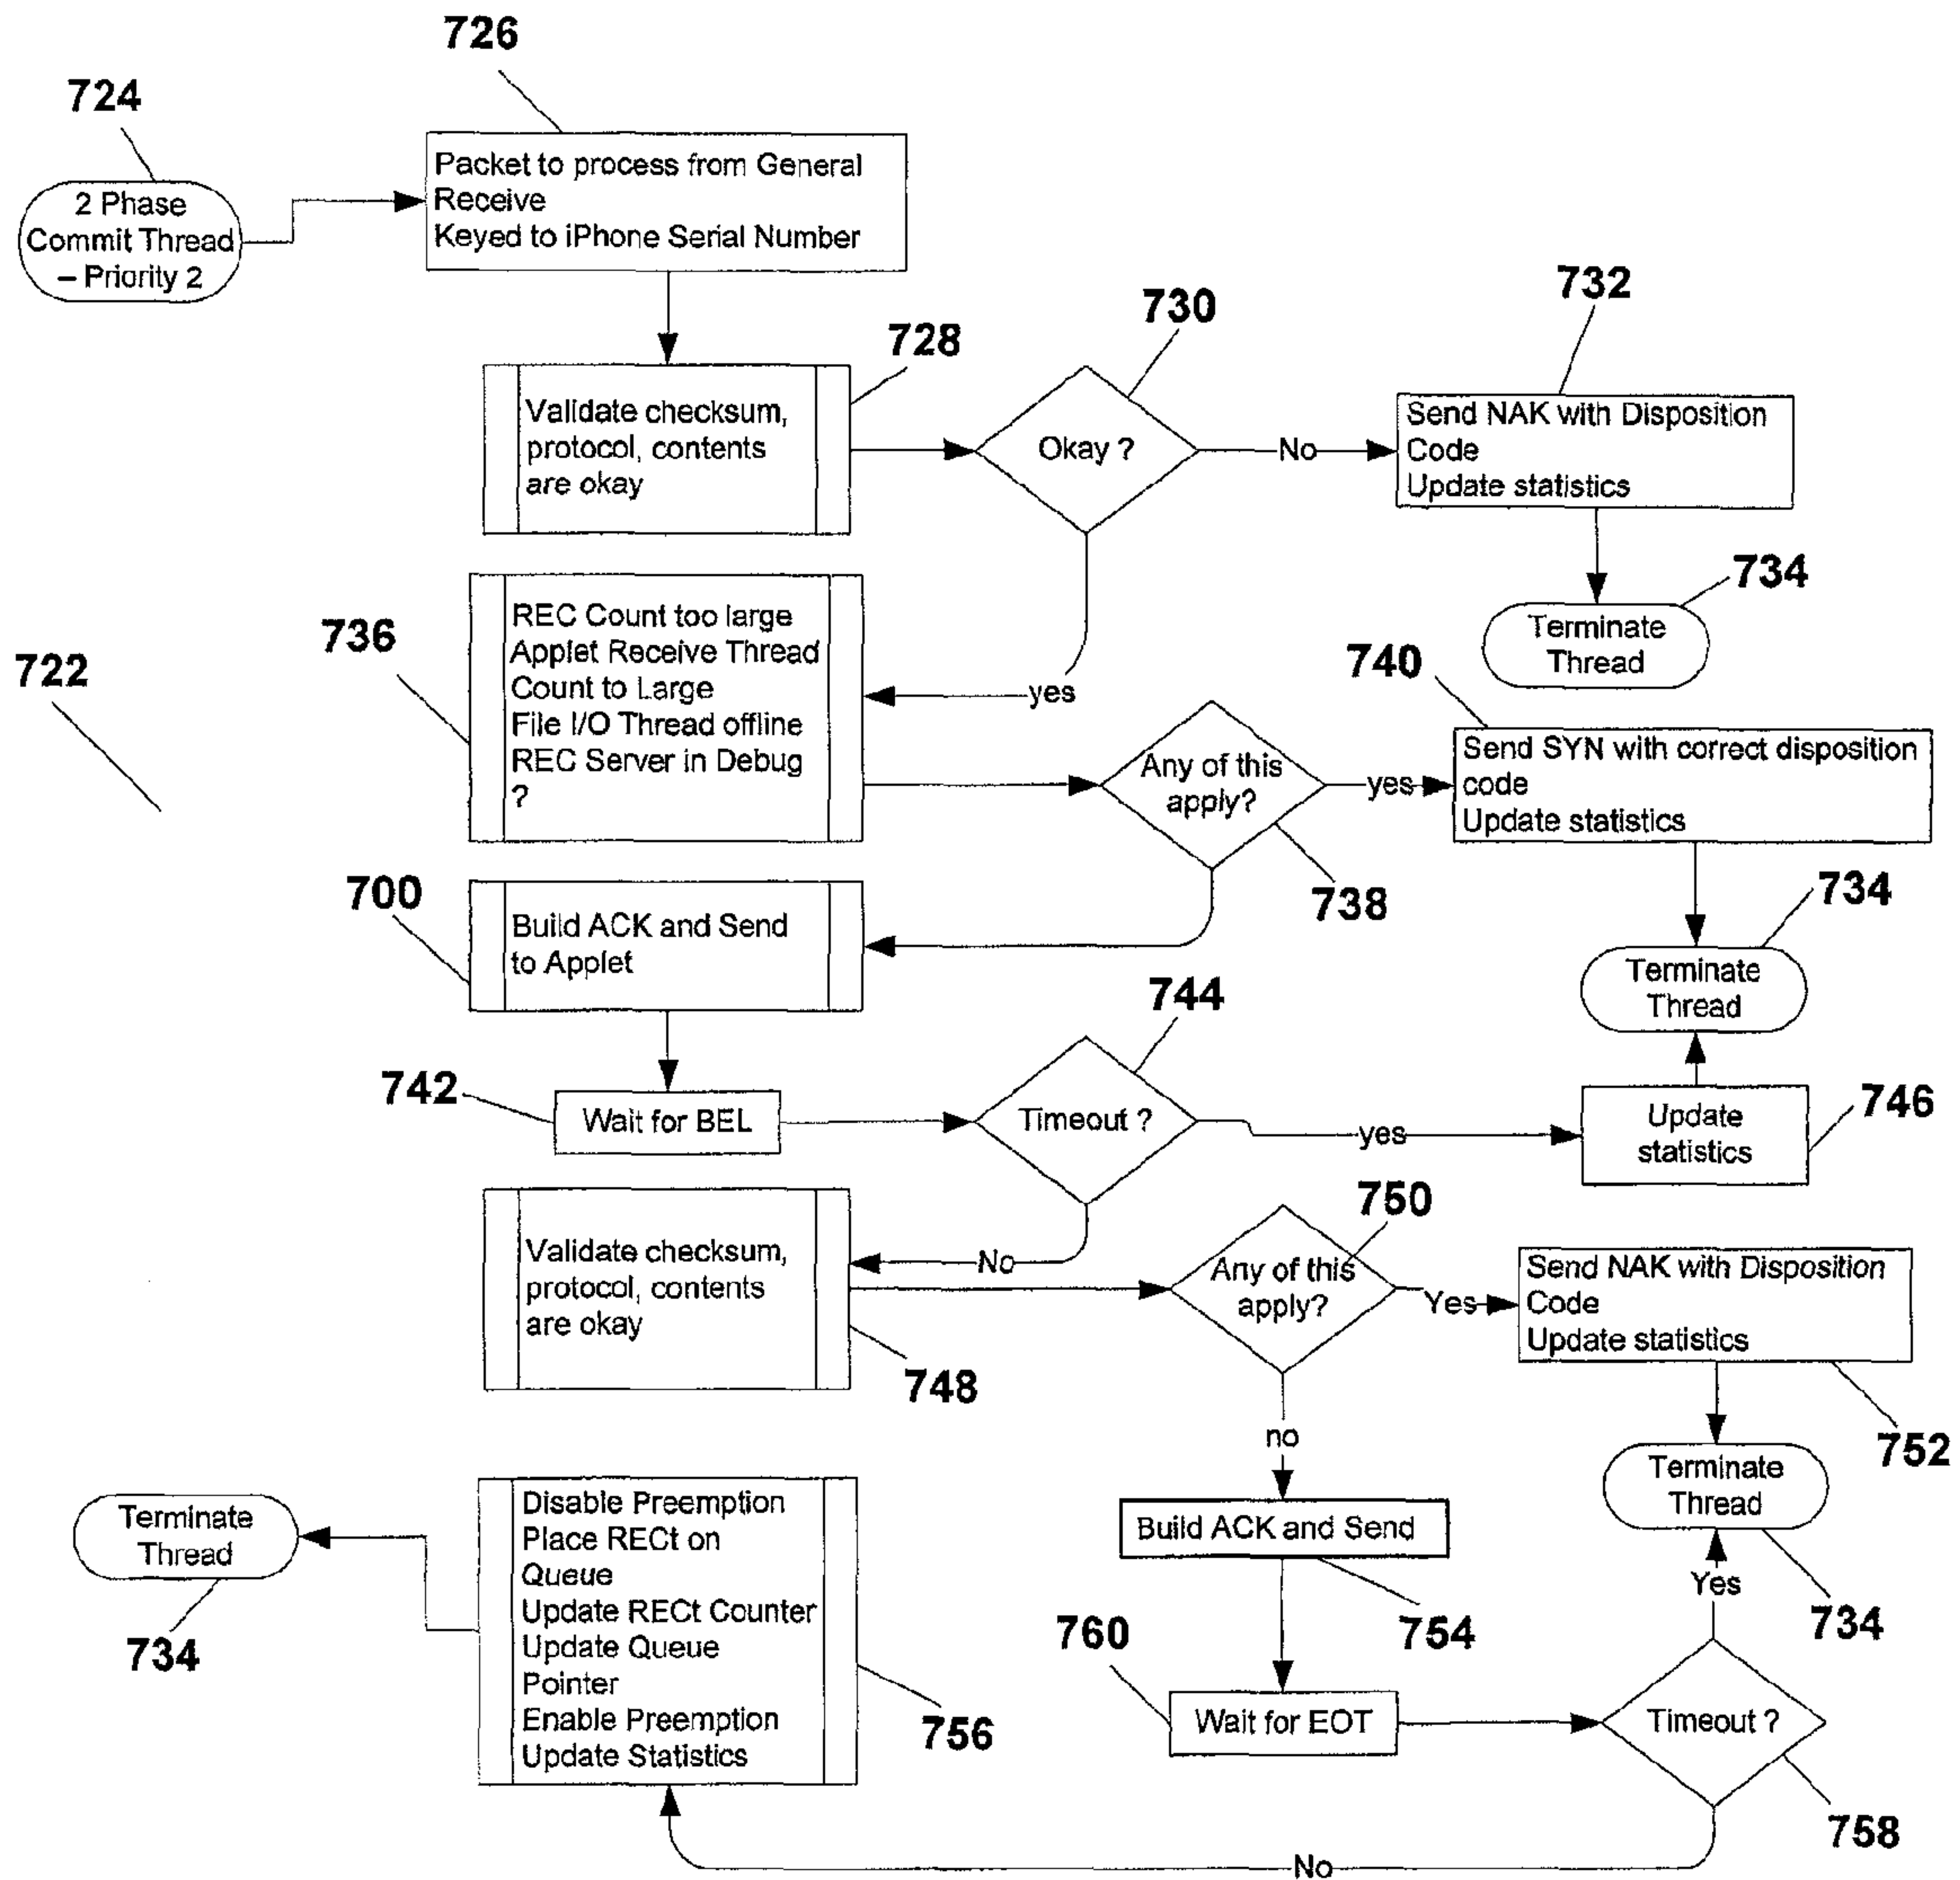 726
724
2 Phase
Commit Thread
– Priority 2
Packet to process from General
Receive
Keyed to iPhone Serial Number
728
Validate checksum,
protocol, contents
are okay
730
Okay ?
No
732
Send NAK with Disposition
Code
Update statistics
734
Terminate
Thread
yes
722
736
REC Count too large
Applet Receive Thread
Count to Large
File I/O Thread offline
REC Server in Debug
?
Any of this
apply?
738
yes
740
Send SYN with correct disposition
code
Update statistics
734
Terminate
Thread
700
Build ACK and Send
to Applet
742
Wait for BEL
744
Timeout ?
yes
Update
statistics
746
No
Validate checksum,
protocol, contents
are okay
748
750
Any of this
apply?
Yes
Send NAK with Disposition
Code
Update statistics
752
Terminate
Thread
734
no
Build ACK and Send
754
760
Wait for EOT
Timeout ?
758
Yes
No
Disable Preemption
Place RECt on
Queue
Update RECt Counter
Update Queue
Pointer
Enable Preemption
Update Statistics
756
Terminate
Thread
734